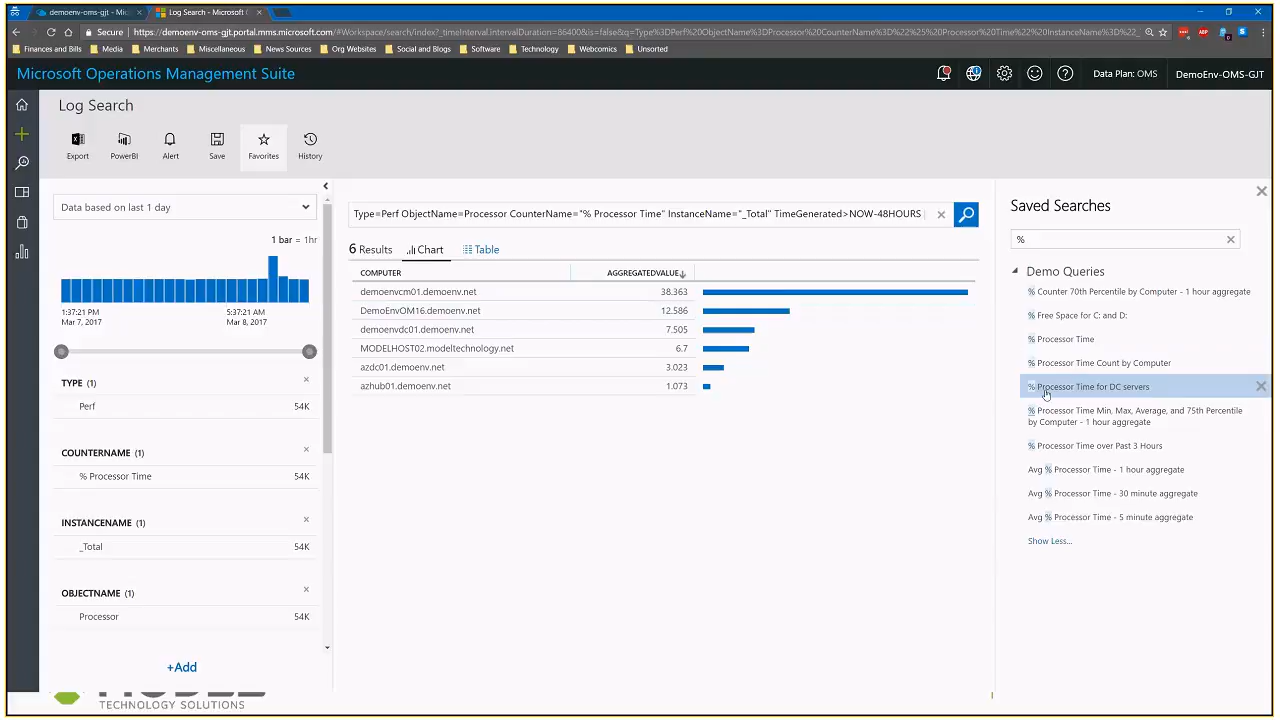 demoenv-oms-gjt - Mic
Log Search - Microsoft (
Secure
https://demoenv-oms-gjt.portal.mms.microsoft.com/#Workspace/search/index?_timeInterval.intervalDuration=86400&is=false&q=Type%3DPerf%20ObjectName%3DProcessor%20CounterName%3D%22%25%20Processor%20Time%22%20InstanceName%3D%22_
Finances and Bills
Media
Merchants
Miscellaneous
News Sources
Org Websites
Social and Blogs
Software
Technology
Webcomics
Unsorted
Microsoft Operations Management Suite
Data Plan: OMS
DemoEnv-OMS-GJT
Log Search
Export
PowerBI
Alert
Save
Favorites
History
Data based on last 1 day
1 bar = 1hr
1:37:21 PM
Mar 7, 2017
5:37:21 AM
Mar 8, 2017
TYPE (1)
Perf 54K
COUNTERNAME (1)
% Processor Time 54K
INSTANCENAME (1)
_Total 54K
OBJECTNAME (1)
Processor 54K
+Add
Type=Perf ObjectName=Processor CounterName="% Processor Time" InstanceName="_Total" TimeGenerated>NOW-48HOURS |
6 Results
Chart
Table
COMPUTER AGGREGATEDVALUE
demoenvcm01.demoenv.net 38.363
DemoEnvOM16.demoenv.net 12.586
demoenvdc01.demoenv.net 7.505
MODELHOST02.modeltechnology.net 6.7
azdc01.demoenv.net 3.023
azhub01.demoenv.net 1.073
Saved Searches
%
Demo Queries
% Counter 70th Percentile by Computer - 1 hour aggregate
% Free Space for C: and D:
% Processor Time
% Processor Time Count by Computer
% Processor Time for DC servers
% Processor Time Min, Max, Average, and 75th Percentile
by Computer - 1 hour aggregate
% Processor Time over Past 3 Hours
Avg % Processor Time - 1 hour aggregate
Avg % Processor Time - 30 minute aggregate
Avg % Processor Time - 5 minute aggregate
Show Less...
TECHNOLOGY SOLUTIONS